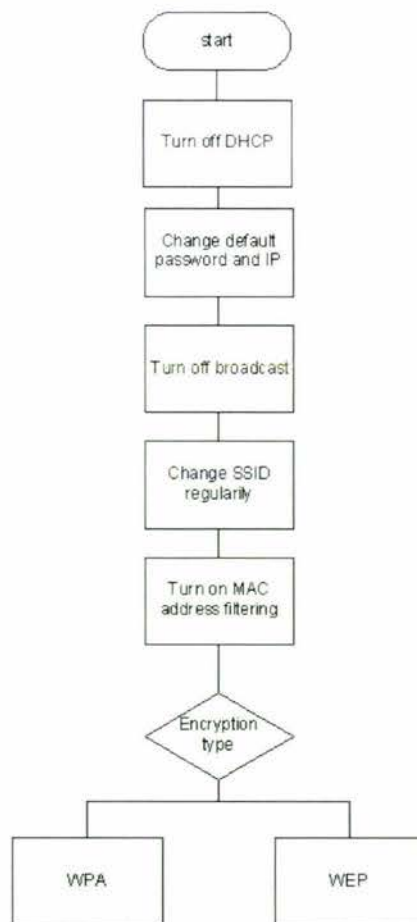 start
Turn off DHCP
Change default
password and IP
Turn off broadcast
Change SSID
regularily
Turn on MAC
address filtering
Encryption
type
WPA
WEP